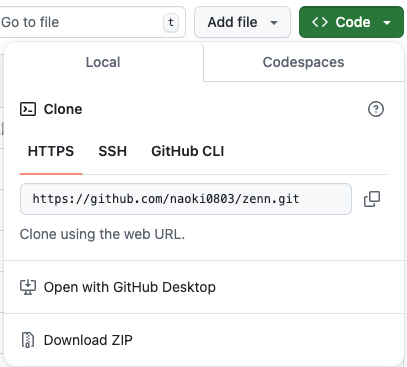 Go to file
t
Add file
Code
Local
Codespaces
Clone
HTTPS
SSH
GitHub CLI
https://github.com/naoki0803/zenn.git
Clone using the web URL.
Open with GitHub Desktop
Download ZIP